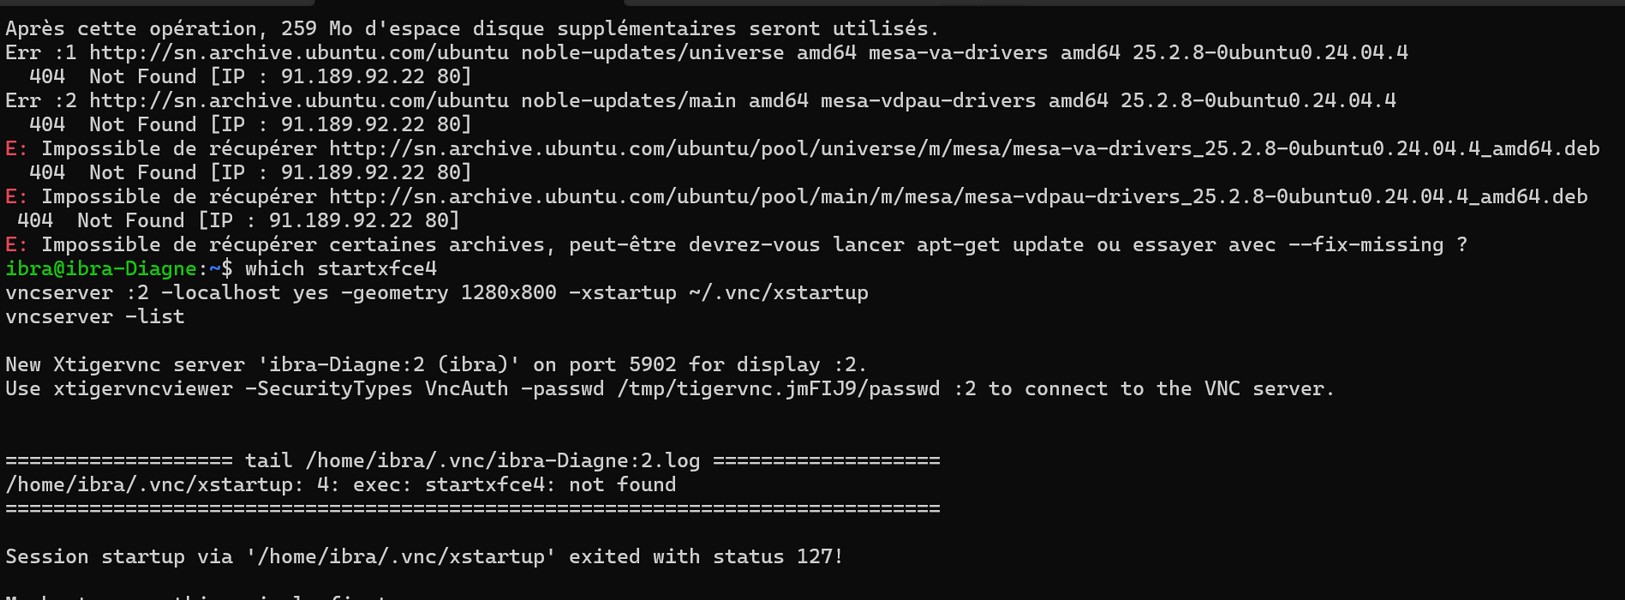 Après cette opération, 259 Mo d'espace disque supplémentaires seront utilisés.
Err :1 http://sn.archive.ubuntu.com/ubuntu noble-updates/universe amd64 mesa-va-drivers amd64 25.2.8-0ubuntu0.24.04.4
  404  Not Found [IP : 91.189.92.22 80]
Err :2 http://sn.archive.ubuntu.com/ubuntu noble-updates/main amd64 mesa-vdpau-drivers amd64 25.2.8-0ubuntu0.24.04.4
  404  Not Found [IP : 91.189.92.22 80]
E: Impossible de récupérer http://sn.archive.ubuntu.com/ubuntu/pool/universe/m/mesa/mesa-va-drivers_25.2.8-0ubuntu0.24.04.4_amd64.deb
  404  Not Found [IP : 91.189.92.22 80]
E: Impossible de récupérer http://sn.archive.ubuntu.com/ubuntu/pool/main/m/mesa/mesa-vdpau-drivers_25.2.8-0ubuntu0.24.04.4_amd64.deb
 404  Not Found [IP : 91.189.92.22 80]
E: Impossible de récupérer certaines archives, peut-être devrez-vous lancer apt-get update ou essayer avec --fix-missing ?
ibra@ibra-Diagne:~$ which startxfce4
vncserver :2 -localhost yes -geometry 1280x800 -xstartup ~/.vnc/xstartup
vncserver -list

New Xtigervnc server 'ibra-Diagne:2 (ibra)' on port 5902 for display :2.
Use xtigervncviewer -SecurityTypes VncAuth -passwd /tmp/tigervnc.jmFIJ9/passwd :2 to connect to the VNC server.

=================== tail /home/ibra/.vnc/ibra-Diagne:2.log ===================
/home/ibra/.vnc/xstartup: 4: exec: startxfce4: not found
==============================================================================

Session startup via '/home/ibra/.vnc/xstartup' exited with status 127!